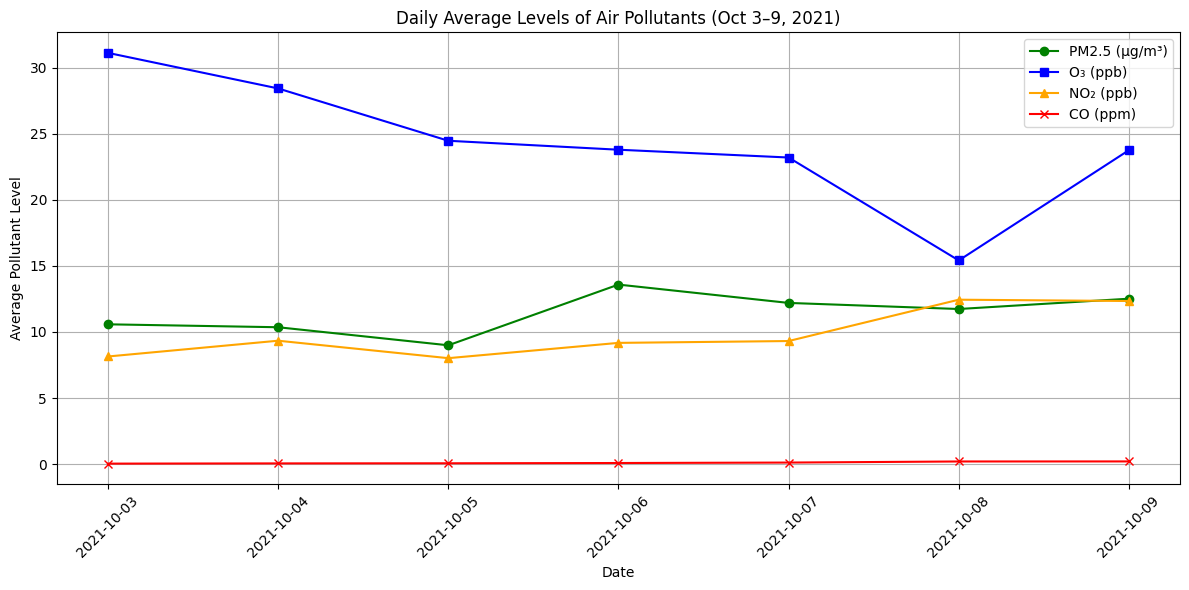 Daily Average Levels of Air Pollutants (Oct 3–9, 2021)
PM2.5 (µg/m³)
O₃ (ppb)
NO₂ (ppb)
CO (ppm)
Average Pollutant Level
30
25
20
15
10
5
0
2021-10-03
2021-10-04
2021-10-05
2021-10-06
2021-10-07
2021-10-08
2021-10-09
Date